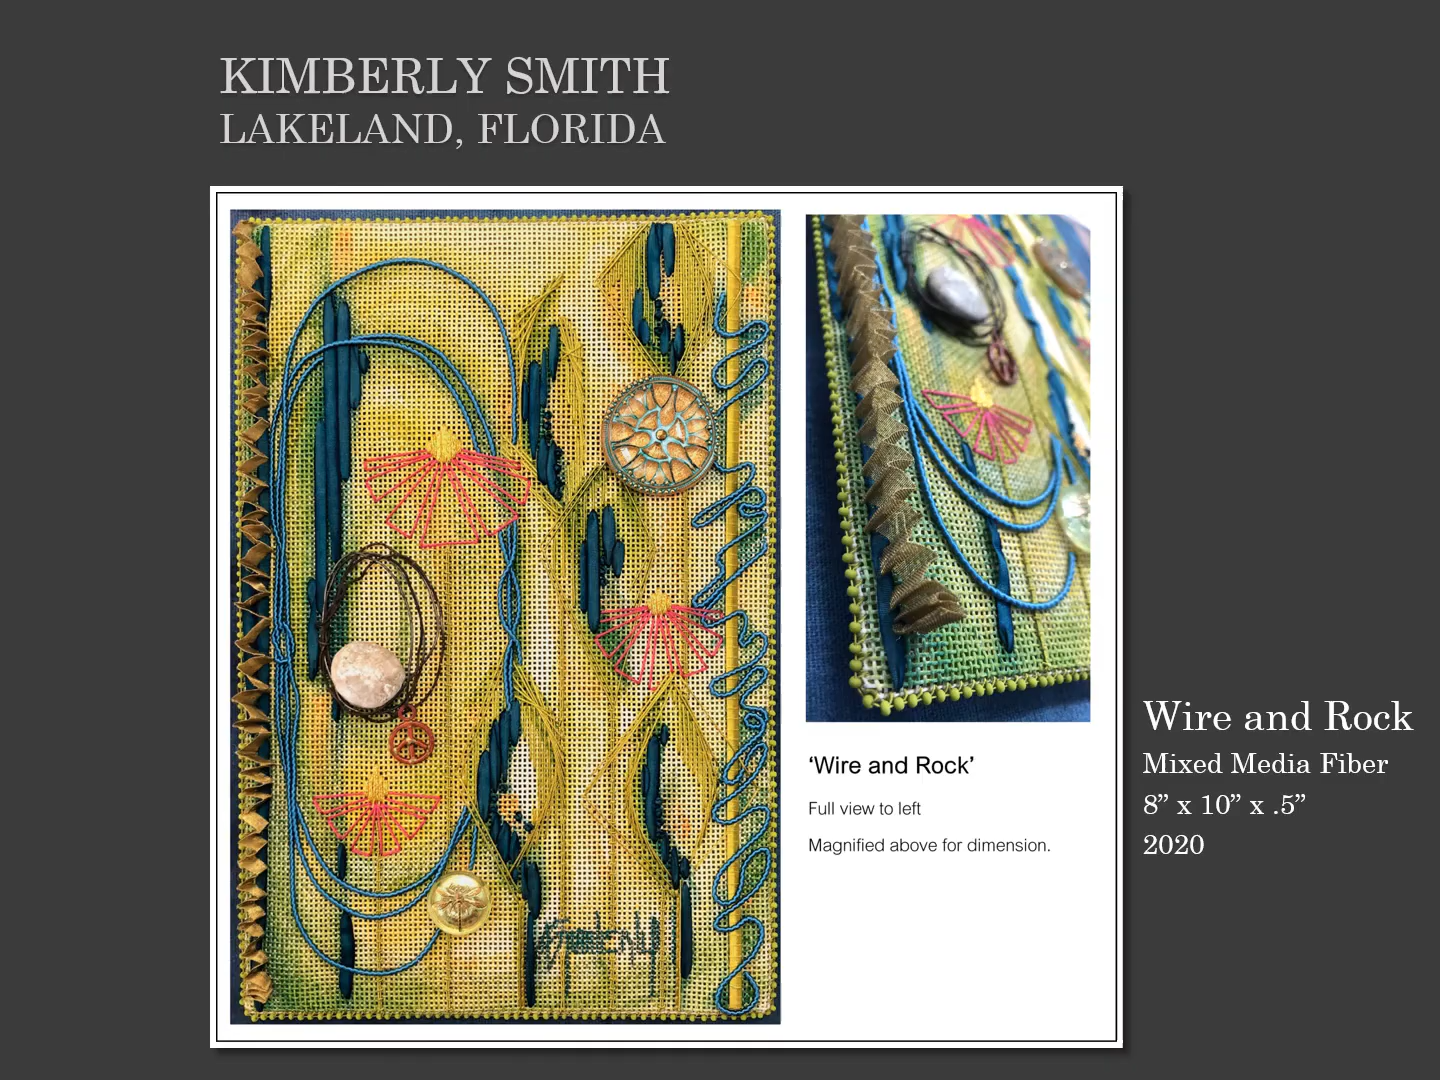 KIMBERLY SMITH
LAKELAND, FLORIDA
‘Wire and Rock’
Full view to left
Magnified above for dimension.
Wire and Rock
Mixed Media Fiber
8” x 10” x .5”
2020